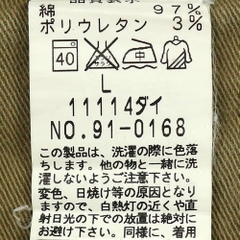 綿 97%
ポリウレタン 3%
40
L
11114ダイ
NO.91-0168
この製品は、洗濯の際に色落
ちします。他の物と一緒に洗
濯しないようご注意下さい。
変色、日焼け等の原因となり
ますので、白熱灯の近くや直
射日光の下での放置は絶対に
お避け下さい。同様に、着用